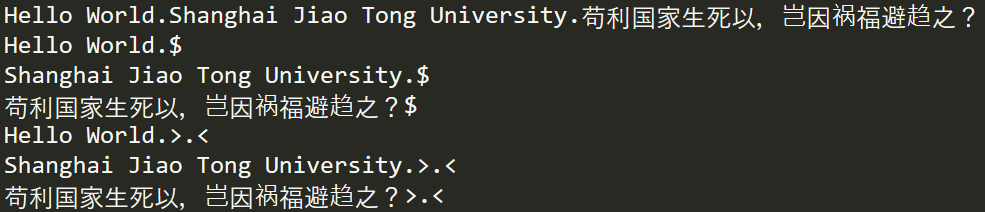 Hello World.Shanghai Jiao Tong University.苟利国家生死以，岂因祸福避趋之？
Hello World.$
Shanghai Jiao Tong University.$
苟利国家生死以，岂因祸福避趋之？$
Hello World.>.<
Shanghai Jiao Tong University.>.<
苟利国家生死以，岂因祸福避趋之？>.<